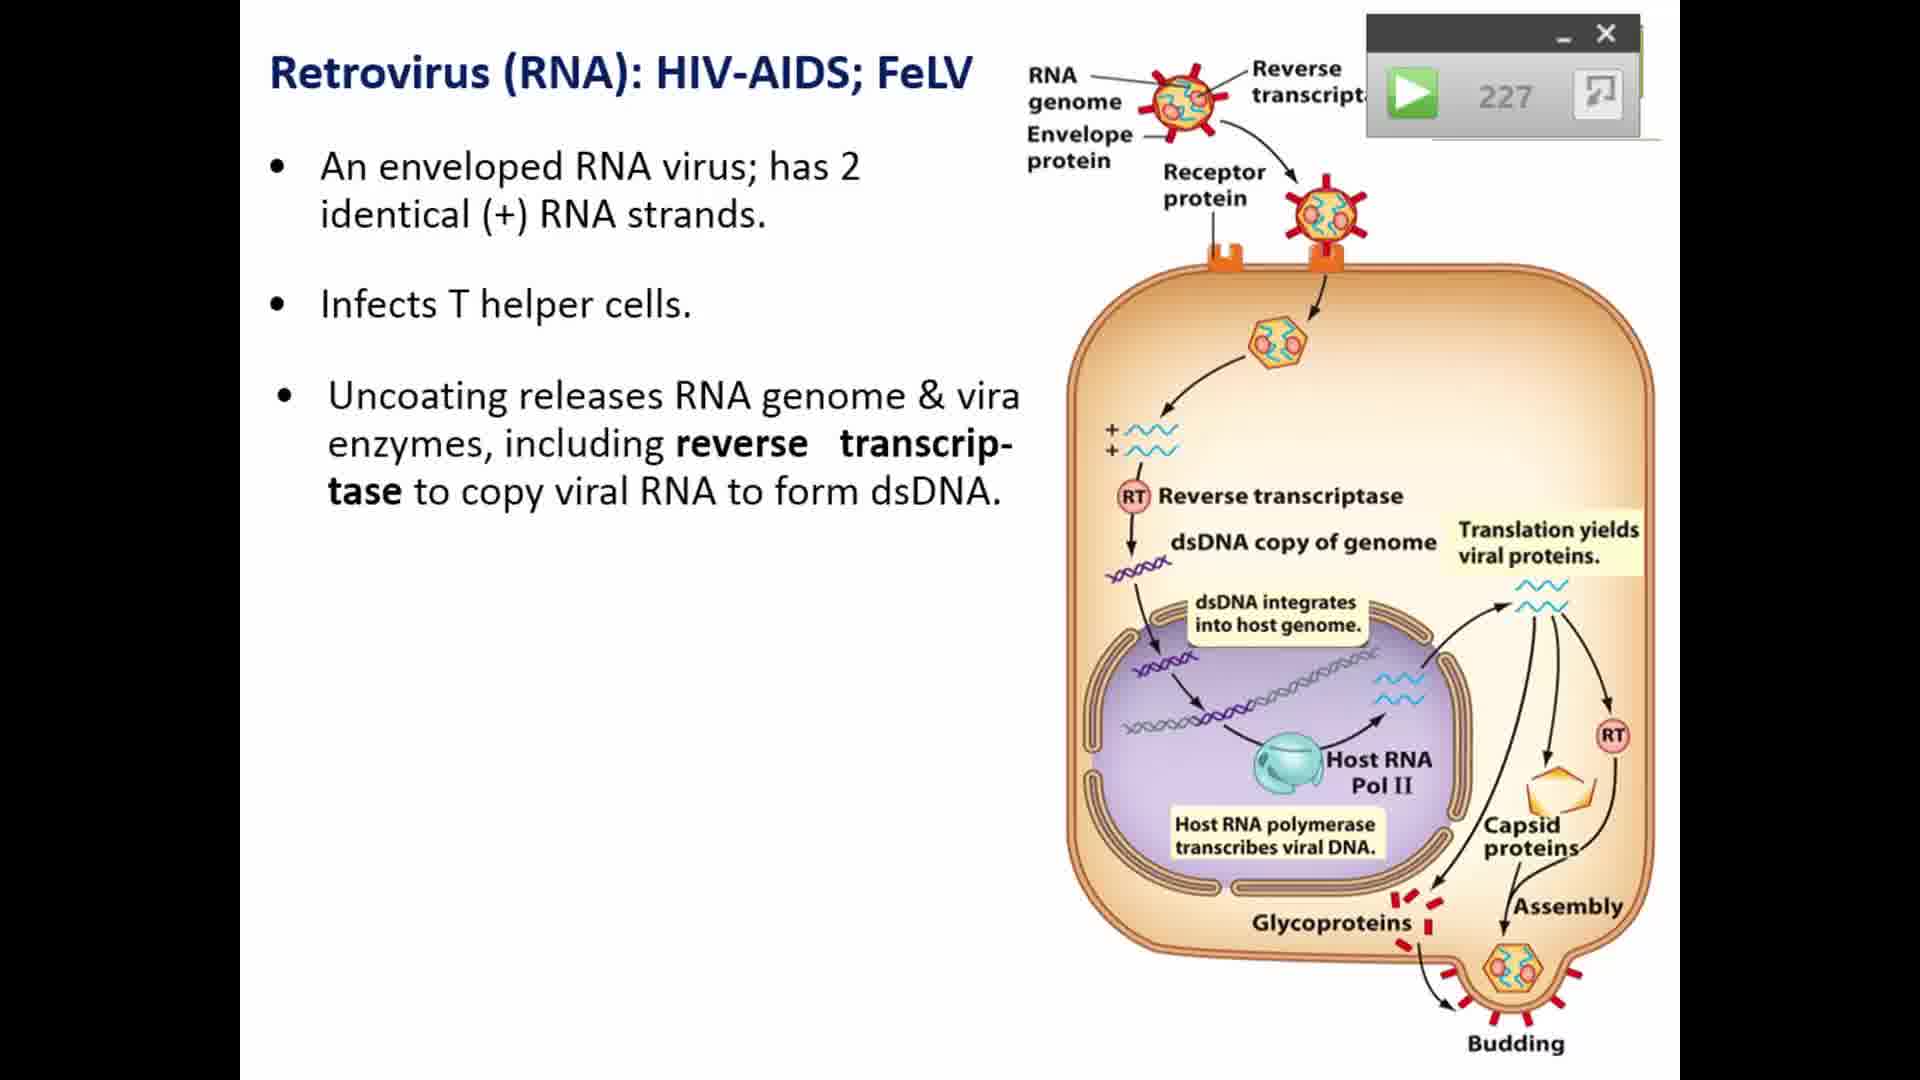 Retrovirus (RNA): HIV-AIDS; FeLV
• An enveloped RNA virus; has 2
identical (+) RNA strands.
• Infects T helper cells.
• Uncoating releases RNA genome & vira
enzymes, including reverse transcrip-
tase to copy viral RNA to form dsDNA.
RNA
genome
Envelope
protein
Reverse
transcript
227
Receptor
protein
+
+
RT Reverse transcriptase
dsDNA copy of genome
Translation yields
viral proteins.
dsDNA integrates
into host genome.
RT
Host RNA
Pol II
Host RNA polymerase
transcribes viral DNA.
Capsid
proteins
Assembly
Glycoproteins
Budding